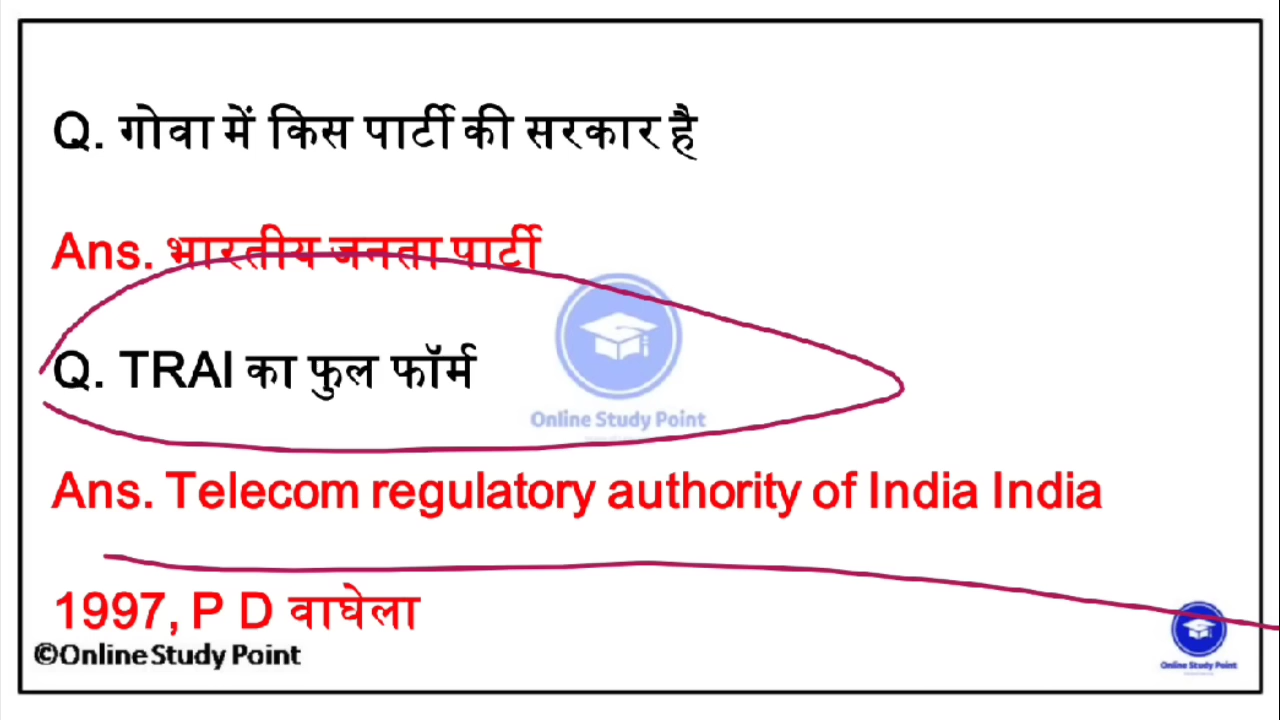 Q. गोवा में किस पार्टी की सरकार है
Ans. भारतीय जनता पार्टी
Q. TRAI का फुल फॉर्म
Online Study Point
Ans. Telecom regulatory authority of India India
1997, P D वाघेला
©Online Study Point
Online Study Point